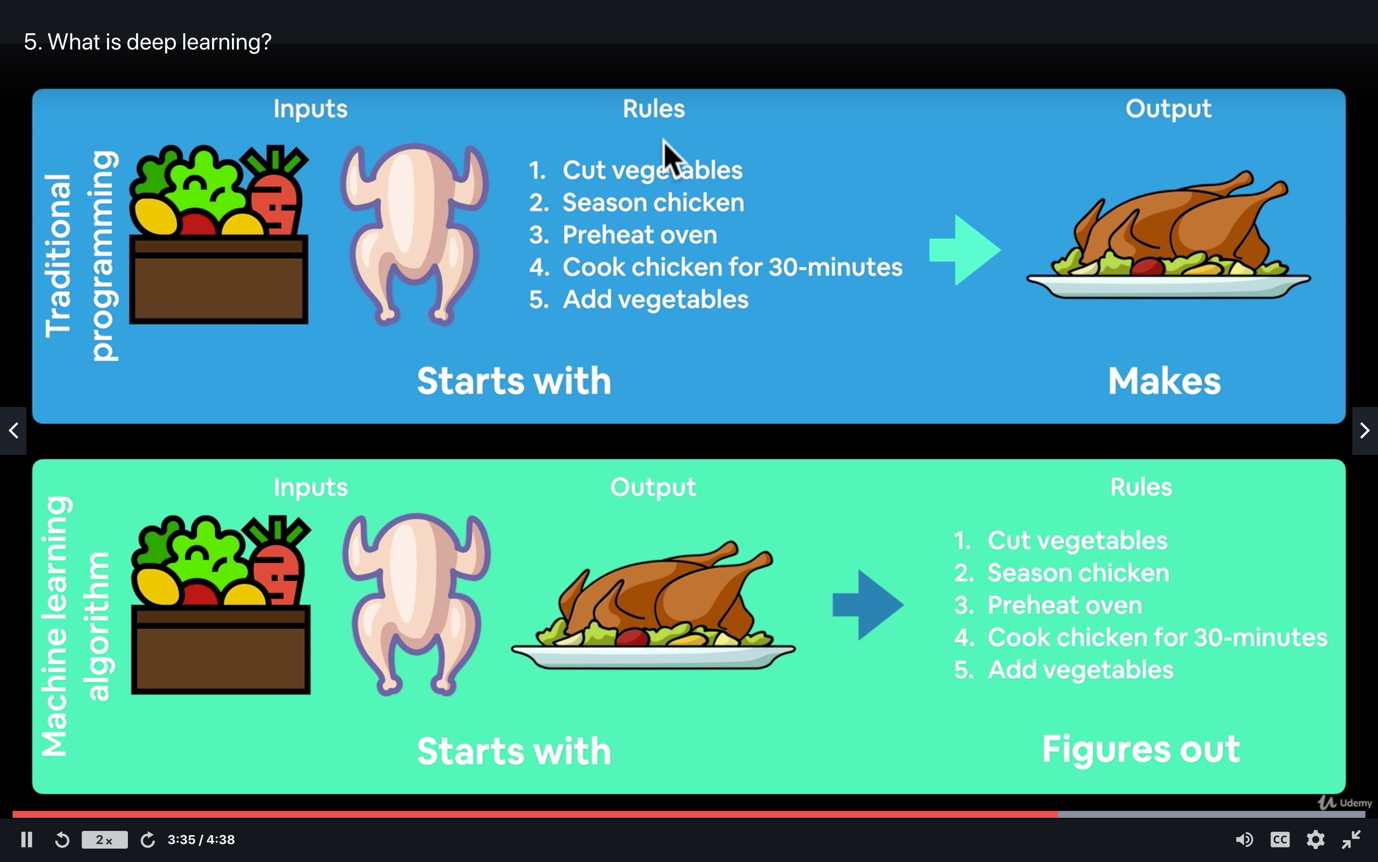 5. What is deep learning?
Traditional
programming
Inputs
Rules
Output
1. Cut vegetables
2. Season chicken
3. Preheat oven
4. Cook chicken for 30-minutes
5. Add vegetables
Starts with
Makes
Machine learning
algorithm
Inputs
Output
Rules
1. Cut vegetables
2. Season chicken
3. Preheat oven
4. Cook chicken for 30-minutes
5. Add vegetables
Starts with
Figures out
Udemy
2x
3:35 / 4:38
CC